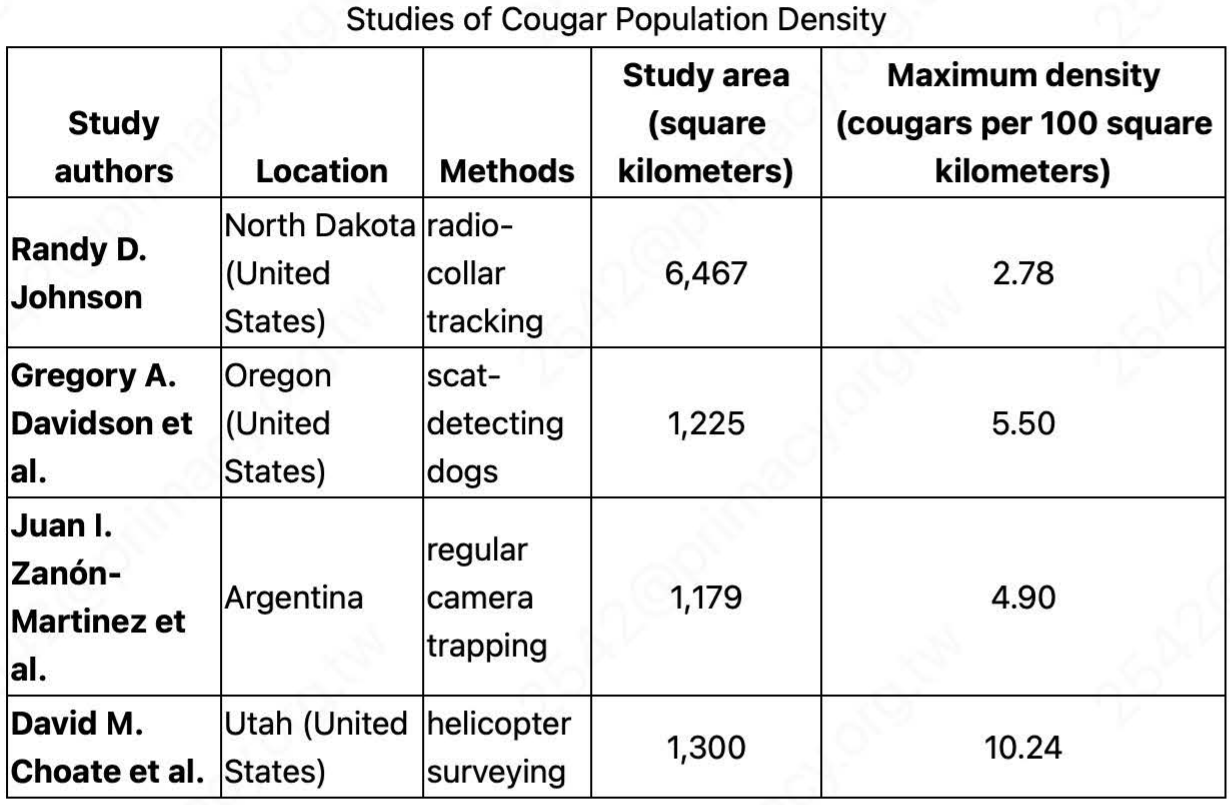 Studies of Cougar Population Density
Study authors
Location
Methods
Study area (square kilometers)
Maximum density (cougars per 100 square kilometers)
Randy D. Johnson
North Dakota (United States)
radio-collar tracking
6,467
2.78
Gregory A. Davidson et al.
Oregon (United States)
scat-detecting dogs
1,225
5.50
Juan I. Zanón-Martinez et al.
Argentina
regular camera trapping
1,179
4.90
David M. Choate et al.
Utah (United States)
helicopter surveying
1,300
10.24